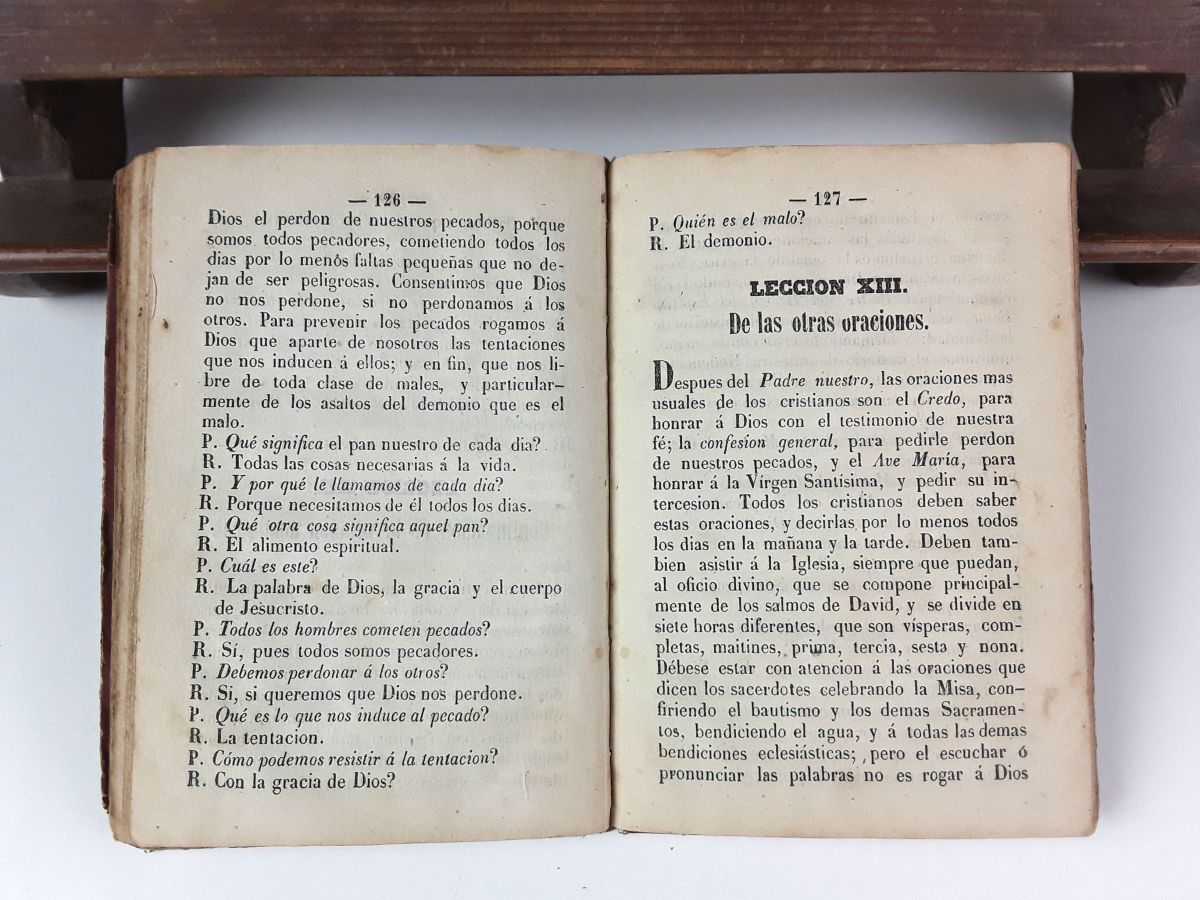 — 126 —
Dios el perdon de nuestros pecados, porque
somos todos pecadores, cometiendo todos los
dias por lo menos faltas pequeñas que no de-
jan de ser peligrosas. Consentimos que Dios
no nos perdone, si no perdonamos á los
otros. Para prevenir los pecados rogamos á
Dios que aparte de nosotros las tentaciones
que nos inducen á ellos; y en fin, que nos li-
bre de toda clase de males, y particular-
mente de los asaltos del demonio que es el
malo.
P. Qué significa el pan nuestro de cada dia?
R. Todas las cosas necesarias á la vida.
P. Y por qué le llamamos de cada dia?
R. Porque necesitamos de él todos los dias.
P. Qué otra cosa significa aquel pan?
R. El alimento espiritual.
P. Cuál es este?
R. La palabra de Dios, la gracia y el cuerpo
de Jesucristo.
P. Todos los hombres cometen pecados?
R. Sí, pues todos somos pecadores.
P. Debemos perdonar á los otros?
R. Si, si queremos que Dios nos perdone.
P. Qué es lo que nos induce al pecado?
R. La tentacion.
P. Cómo podemos resistir á la tentacion?
R. Con la gracia de Dios?
— 127 —
P. Quién es el malo?
R. El demonio.
LECCION XIII.
De las otras oraciones.
Despues del Padre nuestro, las oraciones mas
usuales de los cristianos son el Credo, para
honrar á Dios con el testimonio de nuestra
fé; la confesion general, para pedirle perdon
de nuestros pecados, y el Ave María, para
honrar á la Vírgen Santísima, y pedir su in-
tercesion. Todos los cristianos deben saber
estas oraciones, y decirlas por lo menos todos
los dias en la mañana y la tarde. Deben tam-
bien asistir á la Iglesia, siempre que puedan,
al oficio divino, que se compone principal-
mente de los salmos de David, y se divide en
siete horas diferentes, que son vísperas, com-
pletas, maitines, prima, tercia, sesta y nona.
Débese estar con atencion á las oraciones que
dicen los sacerdotes celebrando la Misa, con-
firiendo el bautismo y los demas Sacramen-
tos, bendiciendo el agua, y á todas las demas
bendiciones eclesiásticas; pero el escuchar ó
pronunciar las palabras no es rogar á Dios